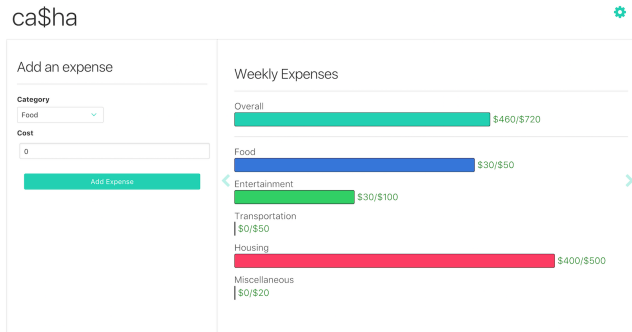 ca$ha
Add an expense
Category
Food
Cost
0
Add Expense
Weekly Expenses
Overall
$460/$720
Food
$30/$50
Entertainment
$30/$100
Transportation
$0/$50
Housing
$400/$500
Miscellaneous
$0/$20